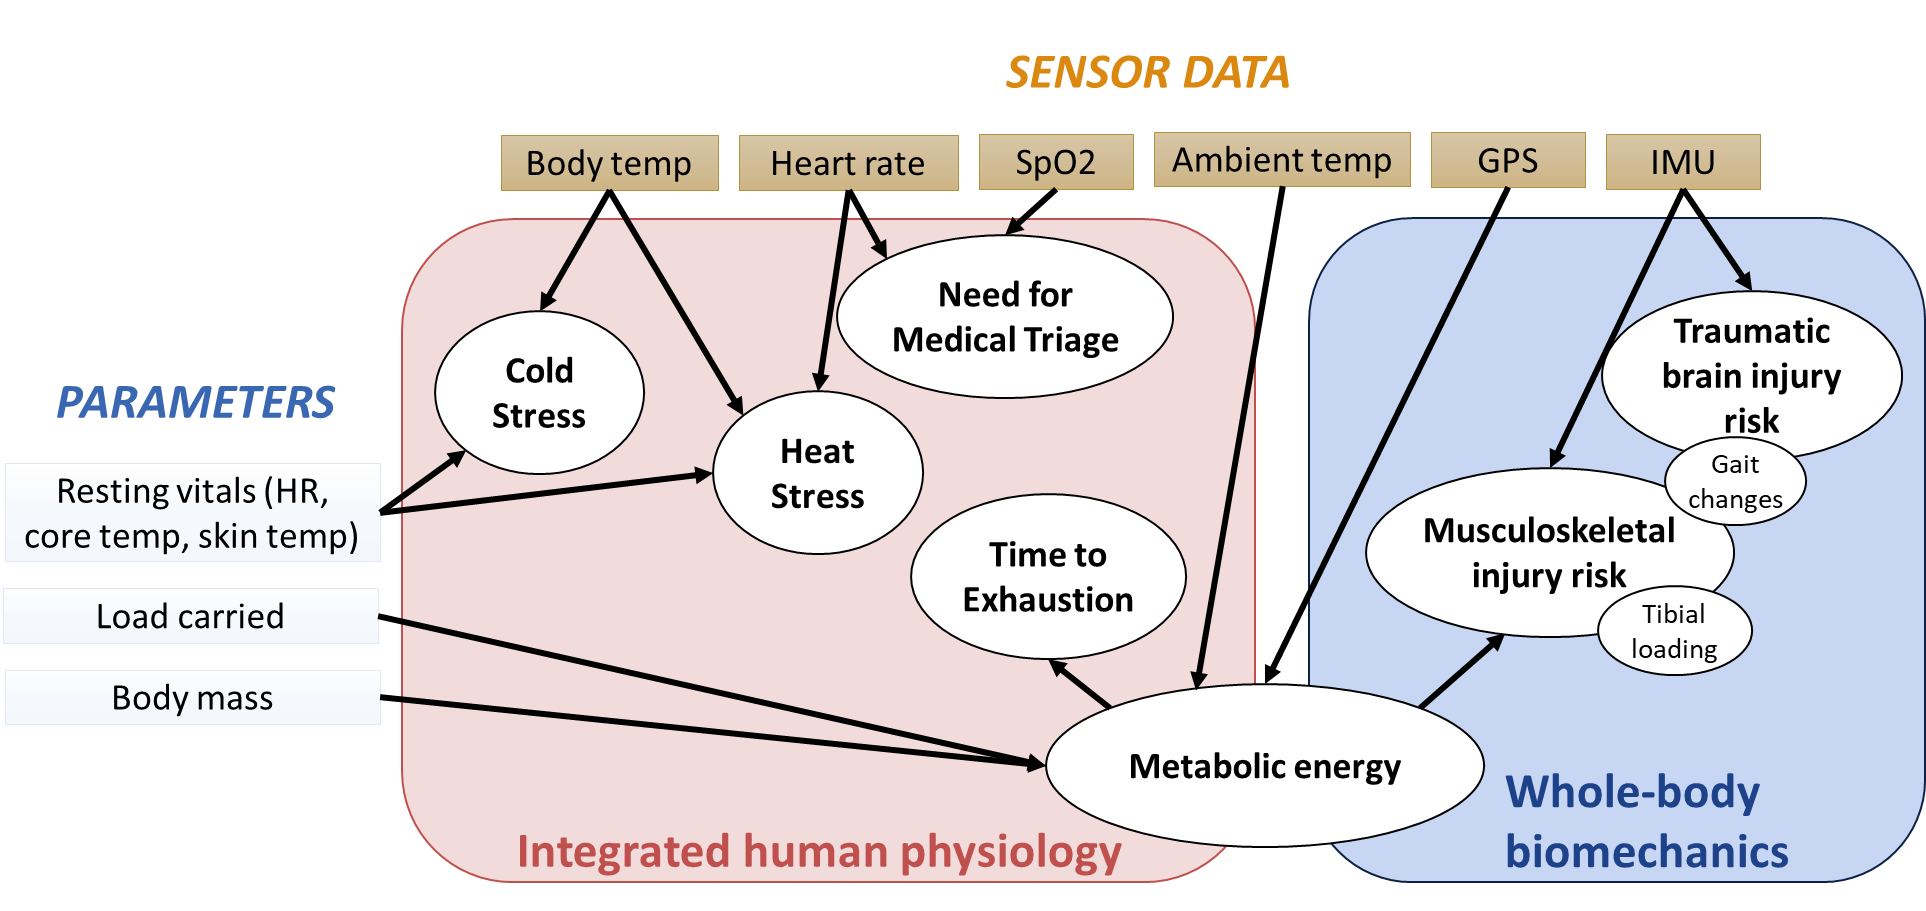 SENSOR DATA
Body temp
Heart rate
SpO2
Ambient temp
GPS
IMU
Need for
Medical Triage
Traumatic
brain injury
risk
Cold
Stress
PARAMETERS
Heat
Stress
Gait
changes
Resting vitals (HR,
core temp, skin temp)
Musculoskeletal
injury risk
Time to
Exhaustion
Tibial
loading
Load carried
Body mass
Metabolic energy
Integrated human physiology
Whole-body
biomechanics